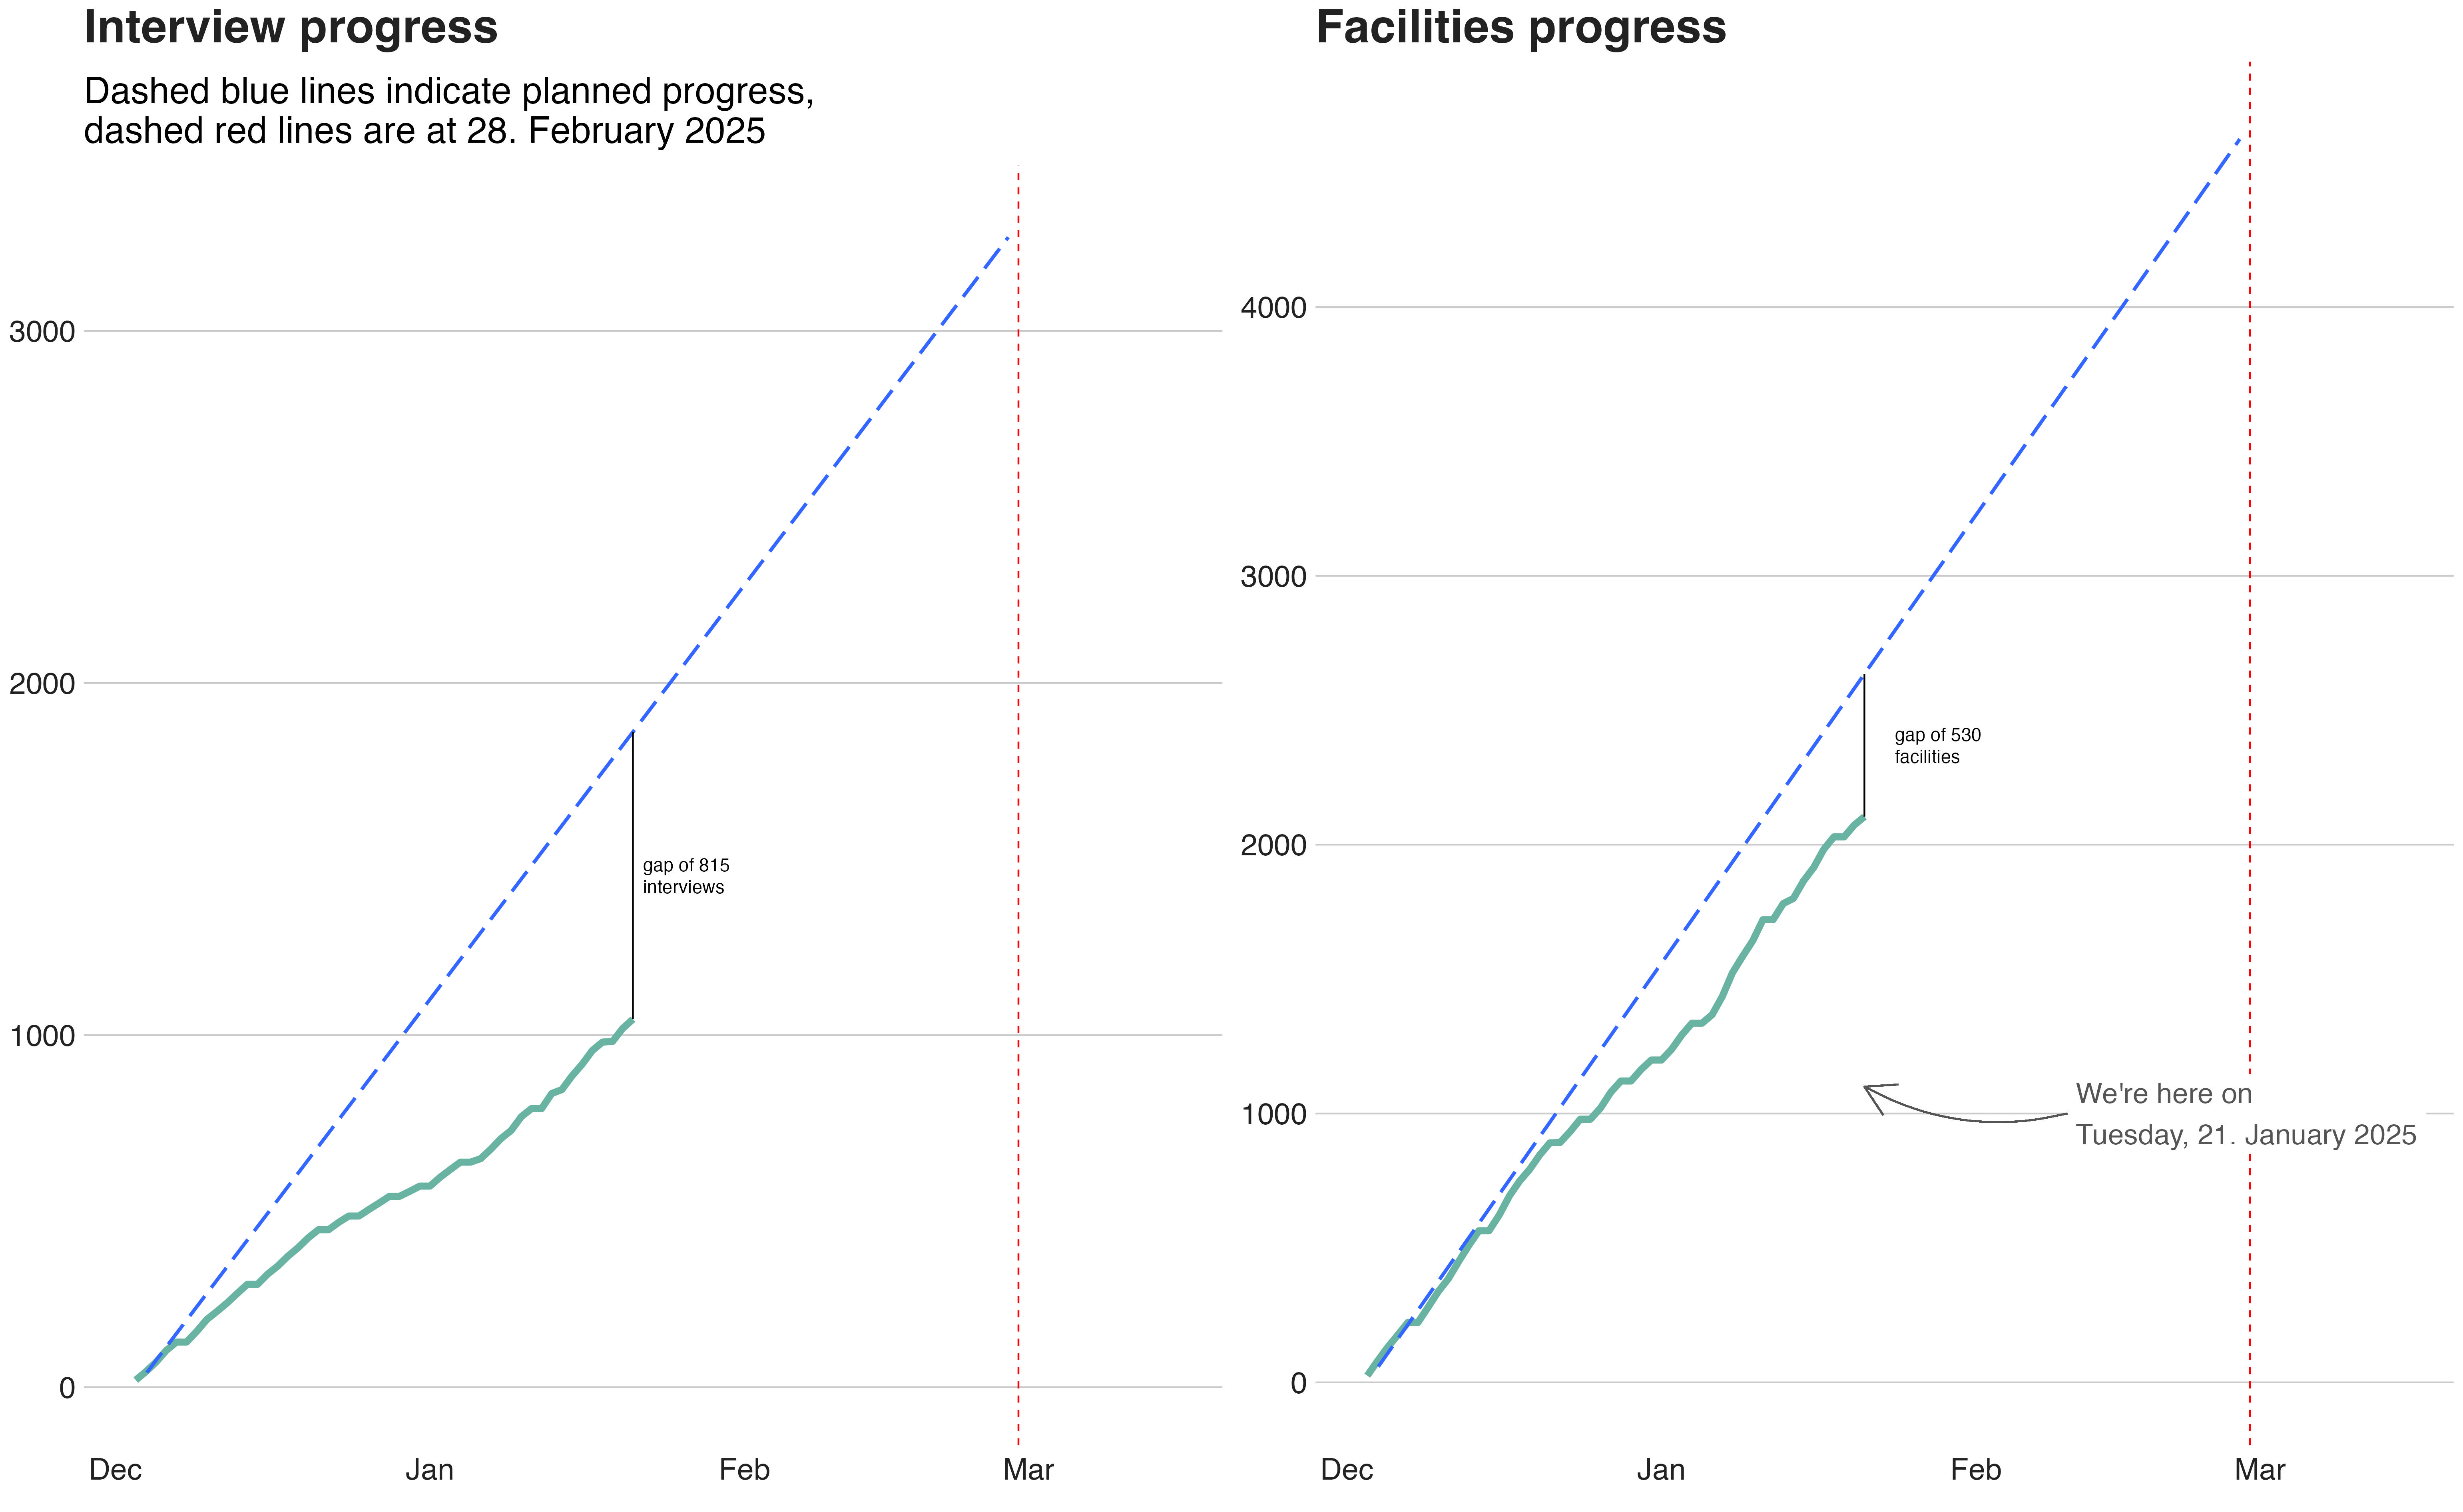 Interview progress
Dashed blue lines indicate planned progress,
dashed red lines are at 28. February 2025
3000
2000
1000
0
gap of 815
interviews
Dec
Jan
Feb
Mar
Facilities progress
4000
3000
2000
1000
0
gap of 530
facilities
We're here on
Tuesday, 21. January 2025
Dec
Jan
Feb
Mar